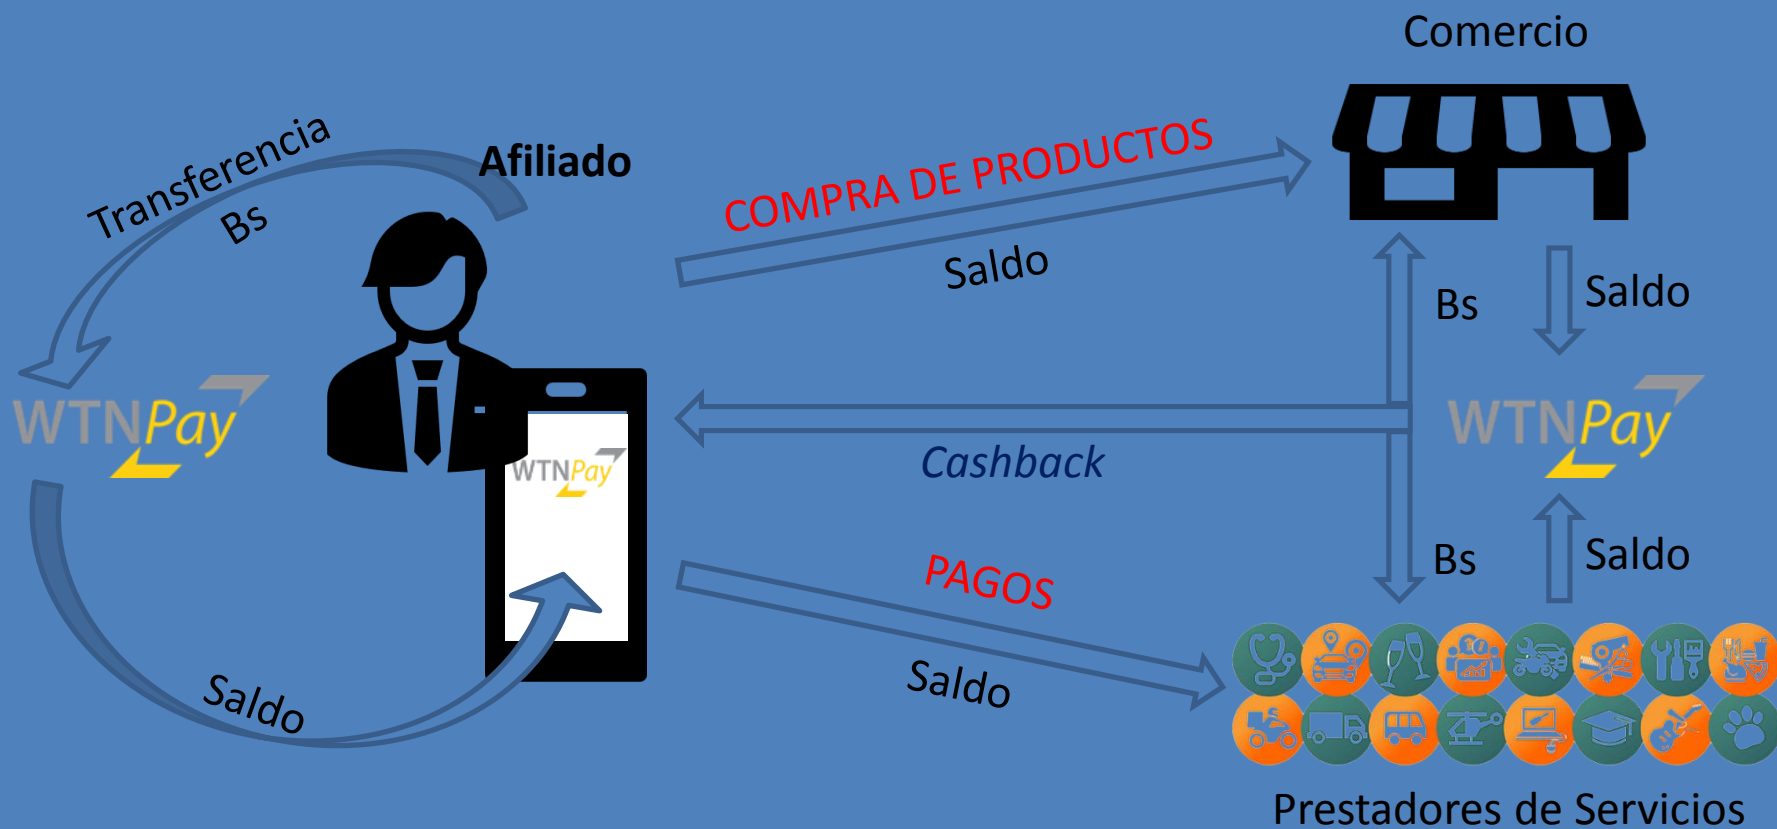 Comercio
Transferencia
Bs
Afiliado
COMPRA DE PRODUCTOS
Saldo
Bs
Saldo
WTNPay
WTNPay
Cashback
WTNPay
PAGOS
Saldo
Bs
Saldo
Saldo
Prestadores de Servicios